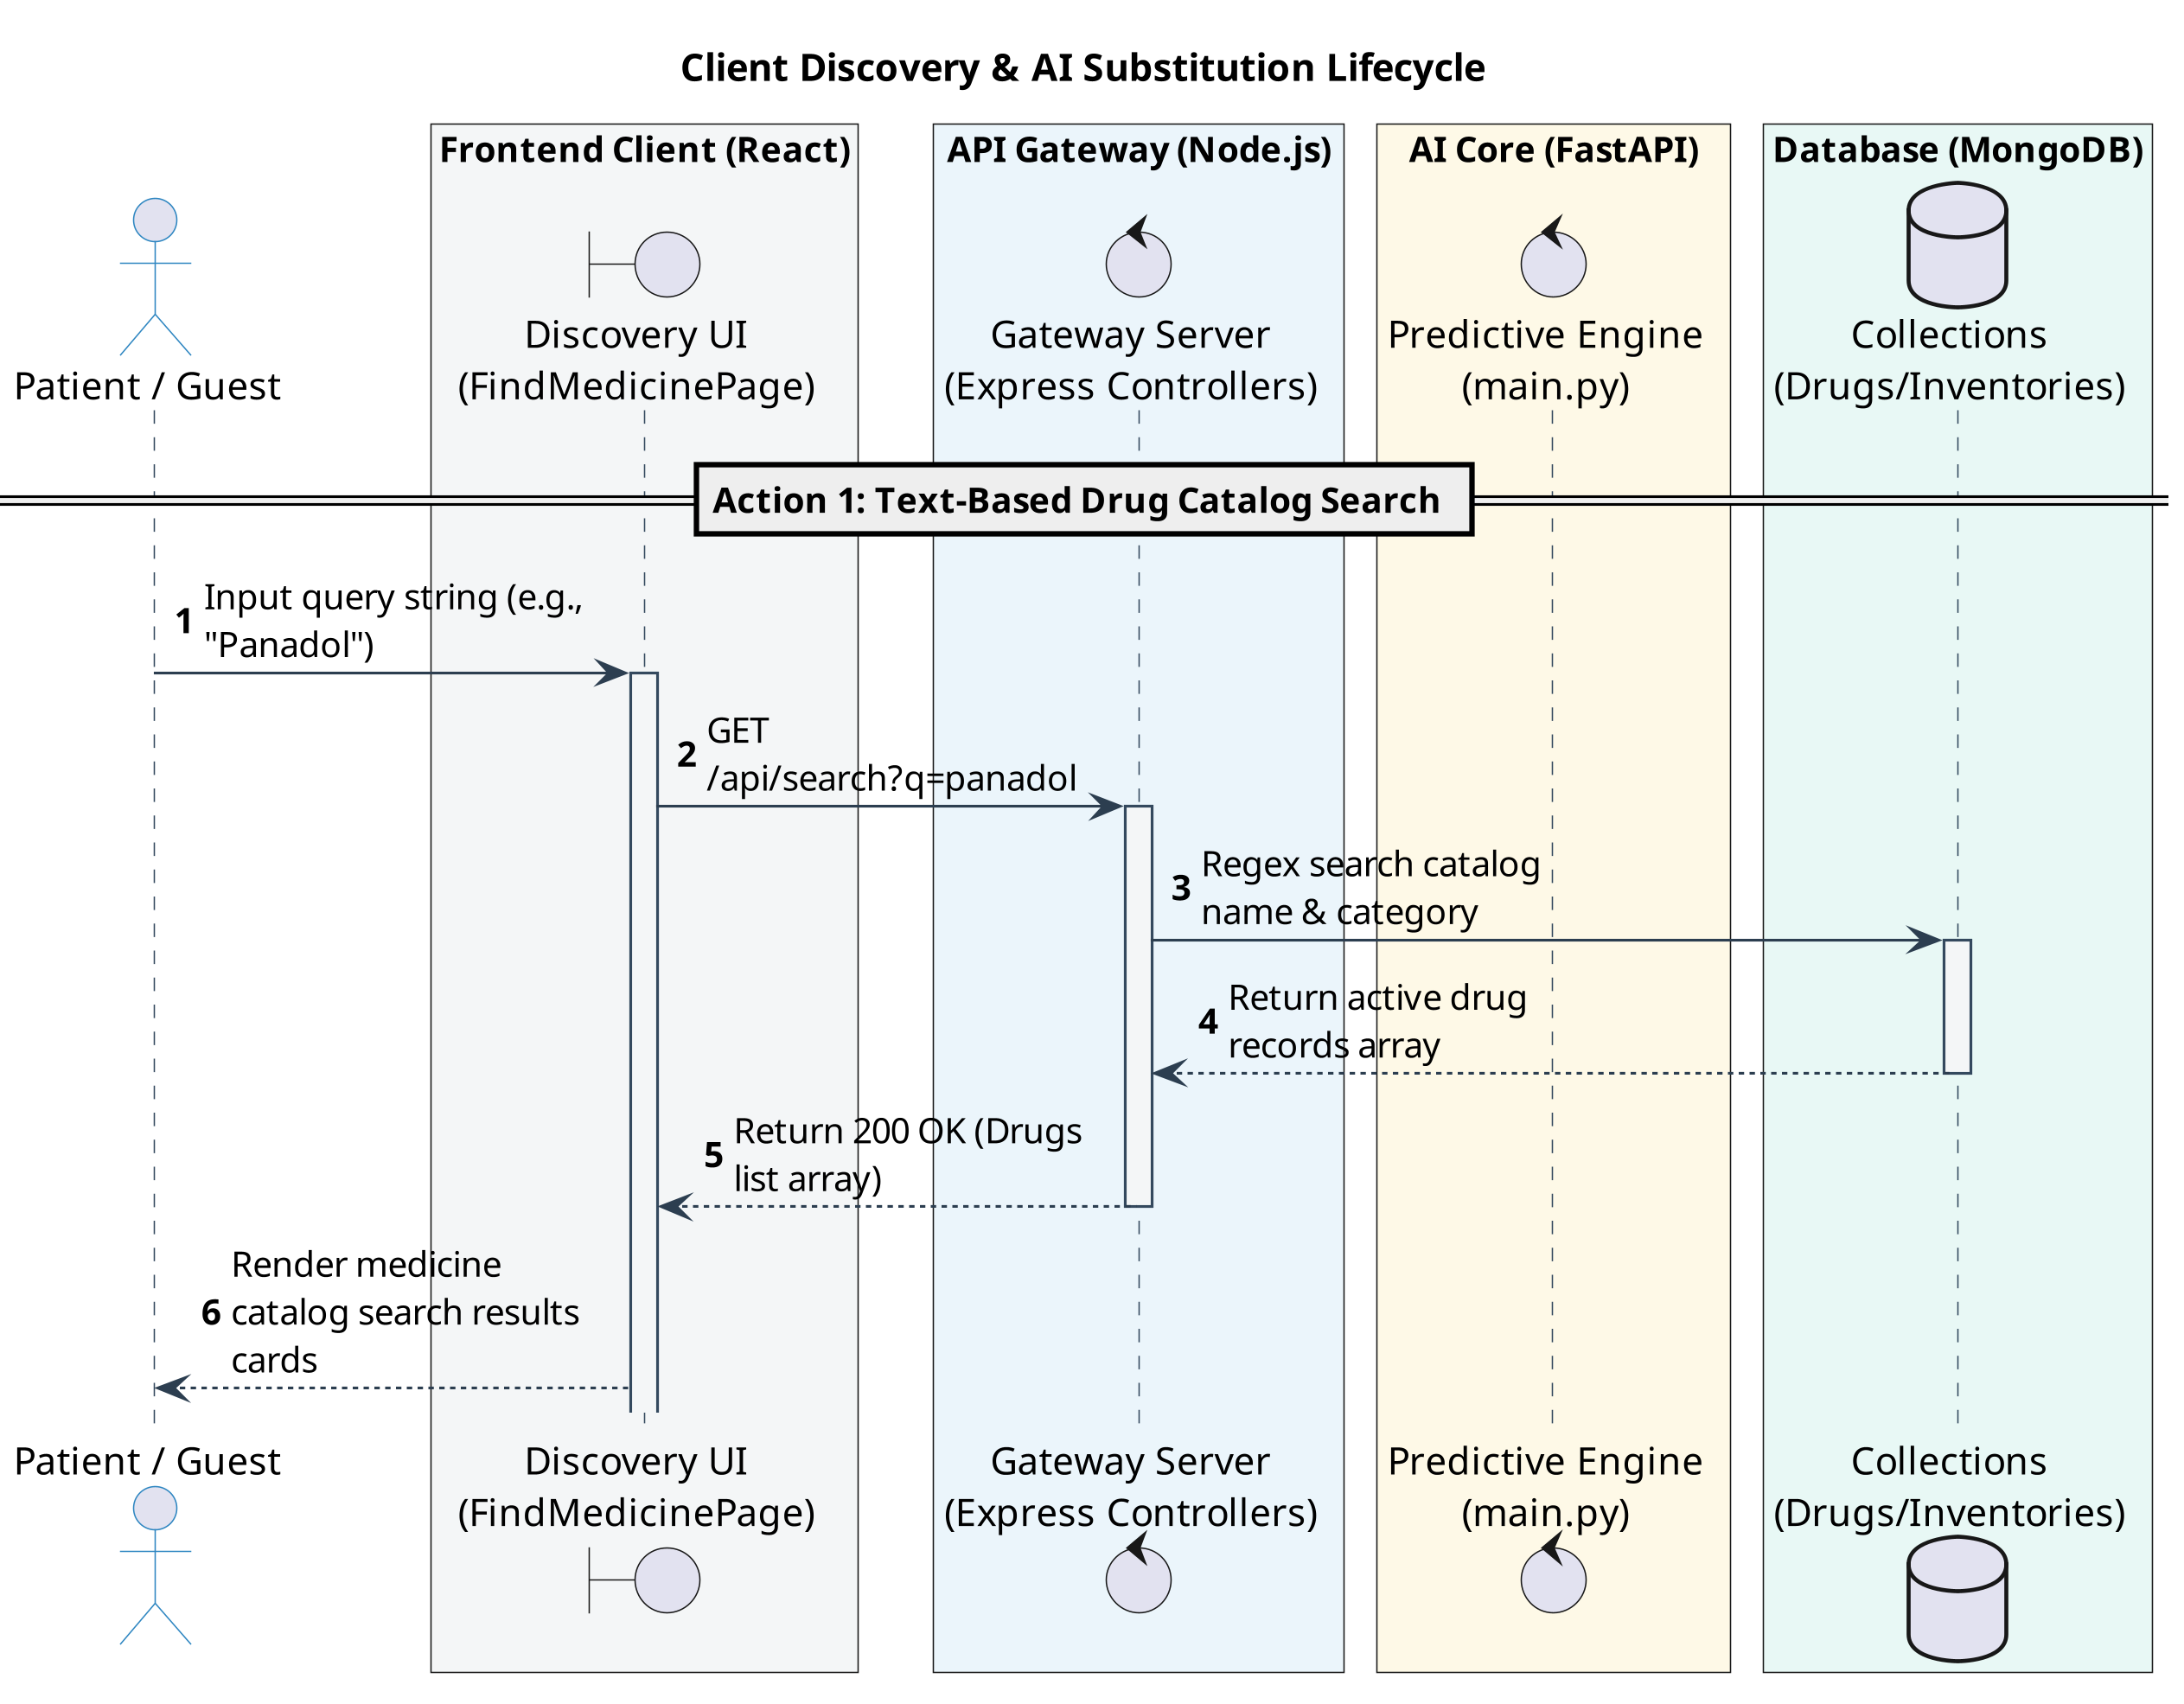 Client Discovery & AI Substitution Lifecycle
Frontend Client (React)
API Gateway (Node.js)
AI Core (FastAPI)
Database (MongoDB)
Patient / Guest
Discovery UI
(FindMedicinePage)
Gateway Server
(Express Controllers)
Predictive Engine
(main.py)
Collections
(Drugs/Inventories)
Action 1: Text-Based Drug Catalog Search
1 Input query string (e.g.,
"Panadol")
2 GET
/api/search?q=panadol
3 Regex search catalog
name & category
4 Return active drug
records array
5 Return 200 OK (Drugs
list array)
6 Render medicine
catalog search results
cards
Patient / Guest
Discovery UI
(FindMedicinePage)
Gateway Server
(Express Controllers)
Predictive Engine
(main.py)
Collections
(Drugs/Inventories)